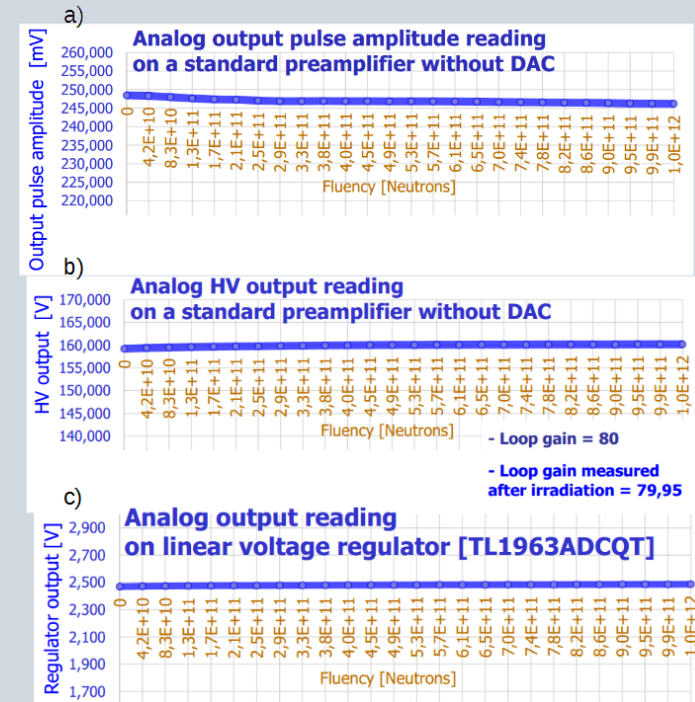 a)
Analog output pulse amplitude reading
on a standard preamplifier without DAC
Output pulse amplitude [mV]
260,000
255,000
250,000
245,000
240,000
235,000
230,000
225,000
220,000
0
4,2E+10
8,3E+10
1,3E+11
1,7E+11
2,1E+11
2,5E+11
2,9E+11
3,3E+11
3,8E+11
4,0E+11
4,5E+11
4,9E+11
5,3E+11
5,7E+11
6,1E+11
6,5E+11
7,0E+11
7,4E+11
7,8E+11
8,2E+11
8,6E+11
9,0E+11
9,5E+11
9,9E+11
1,0E+12
Fluency [Neutrons]
b)
Analog HV output reading
on a standard preamplifier without DAC
HV output [V]
170,000
165,000
160,000
155,000
150,000
145,000
140,000
0
4,2E+10
8,3E+10
1,3E+11
1,7E+11
2,1E+11
2,5E+11
2,9E+11
3,3E+11
3,8E+11
4,0E+11
4,5E+11
4,9E+11
5,3E+11
5,7E+11
6,1E+11
6,5E+11
7,0E+11
7,4E+11
7,8E+11
8,2E+11
8,6E+11
9,0E+11
9,5E+11
9,9E+11
1,0E+12
Fluency [Neutrons]
- Loop gain = 80
- Loop gain measured
after irradiation = 79,95
c)
Analog output reading
on linear voltage regulator [TL1963ADCQT]
Regulator output [V]
2,900
2,700
2,500
2,300
2,100
1,900
1,700
0
4,2E+10
8,3E+10
1,3E+11
1,7E+11
2,1E+11
2,5E+11
2,9E+11
3,3E+11
3,8E+11
4,0E+11
4,5E+11
4,9E+11
5,3E+11
5,7E+11
6,1E+11
6,5E+11
7,0E+11
7,4E+11
7,8E+11
8,2E+11
8,6E+11
9,0E+11
9,5E+11
9,9E+11
1,0E+12
Fluency [Neutrons]